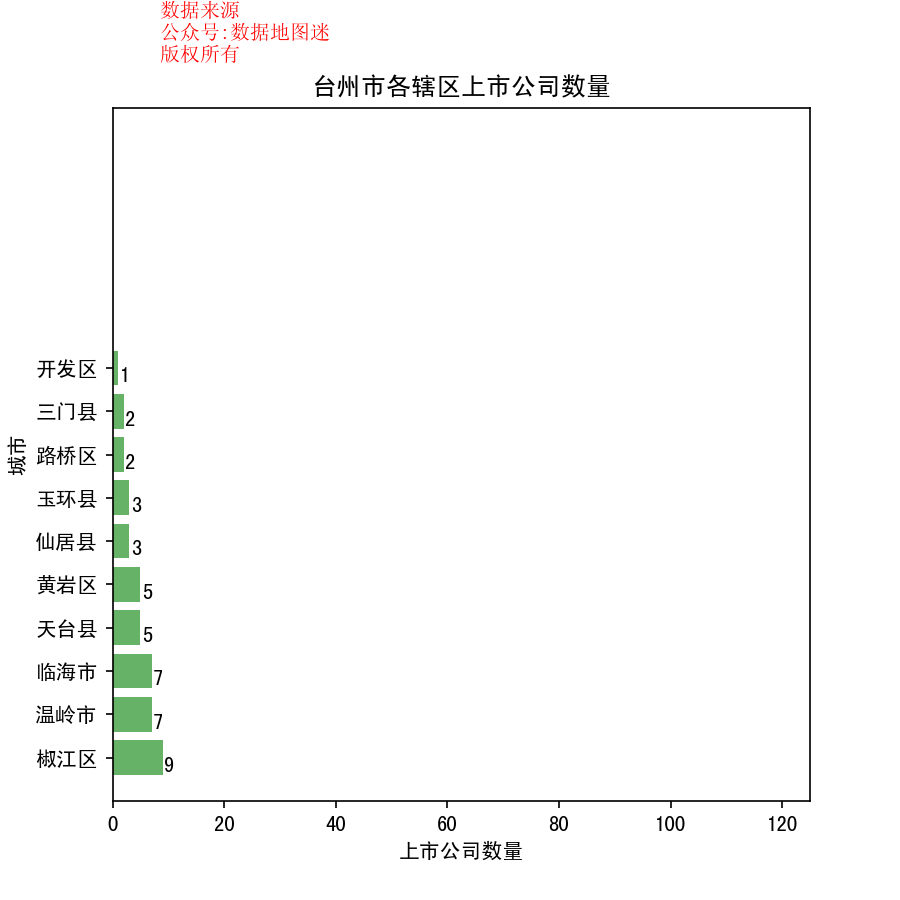 数据来源
公众号:数据地图迷
版权所有
台州市各辖区上市公司数量
城市
开发区 1
三门县 2
路桥区 2
玉环县 3
仙居县 3
黄岩区 5
天台县 5
临海市 7
温岭市 7
椒江区 9
0 20 40 60 80 100 120
上市公司数量